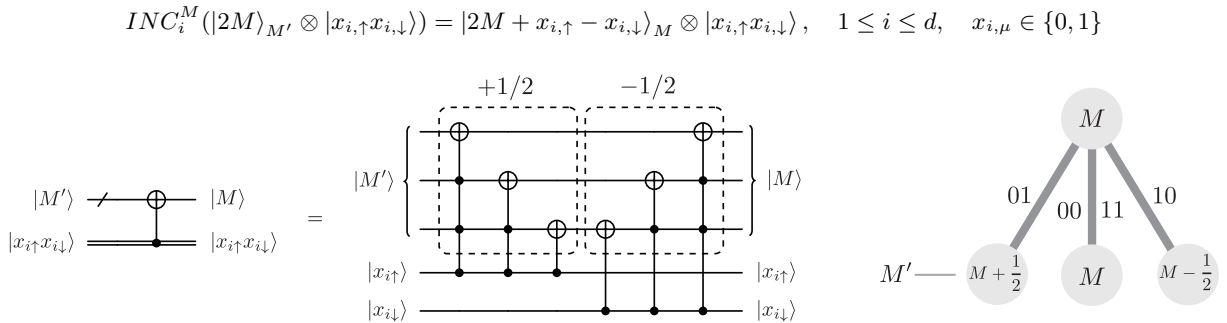 INC_i^M(|2M⟩_{M′} ⊗ |x_{i,↑}x_{i,↓}⟩) = |2M + x_{i,↑} − x_{i,↓}⟩_M ⊗ |x_{i,↑}x_{i,↓}⟩ , 1 ≤ i ≤ d, x_{i,μ} ∈ {0, 1}
+1/2 −1/2
|M′⟩ |M⟩
|x_{i↑}x_{i↓}⟩ |x_{i↑}x_{i↓}⟩
=
|M′⟩ |M⟩
|x_{i↑}⟩ |x_{i↑}⟩
|x_{i↓}⟩ |x_{i↓}⟩
M
01 00 11 10
M′ M + 1/2 M M − 1/2